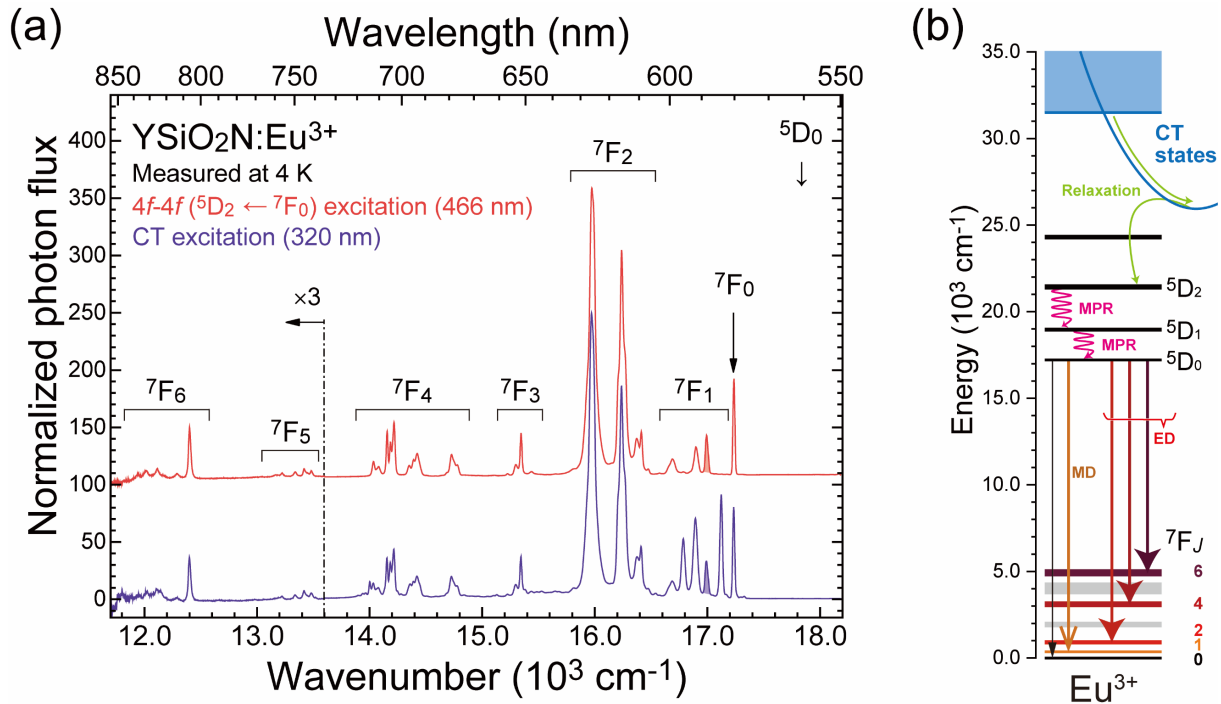 (a)
Wavelength (nm)
850 800 750 700 650 600 550
Normalized photon flux
400
350
300
250
200
150
100
50
0
YSiO₂N:Eu³⁺
Measured at 4 K
4f-4f (⁵D₂ ← ⁷F₀) excitation (466 nm)
CT excitation (320 nm)
⁵D₀
↓
⁷F₂
⁷F₀
×3
⁷F₆
⁷F₅
⁷F₄
⁷F₃
⁷F₁
12.0 13.0 14.0 15.0 16.0 17.0 18.0
Wavenumber (10³ cm⁻¹)
(b)
Energy (10³ cm⁻¹)
35.0
30.0
25.0
20.0
15.0
10.0
5.0
0.0
CT
states
Relaxation
⁵D₂
MPR
⁵D₁
MPR
⁵D₀
ED
MD
⁷FJ
6
4
2
1
0
Eu³⁺